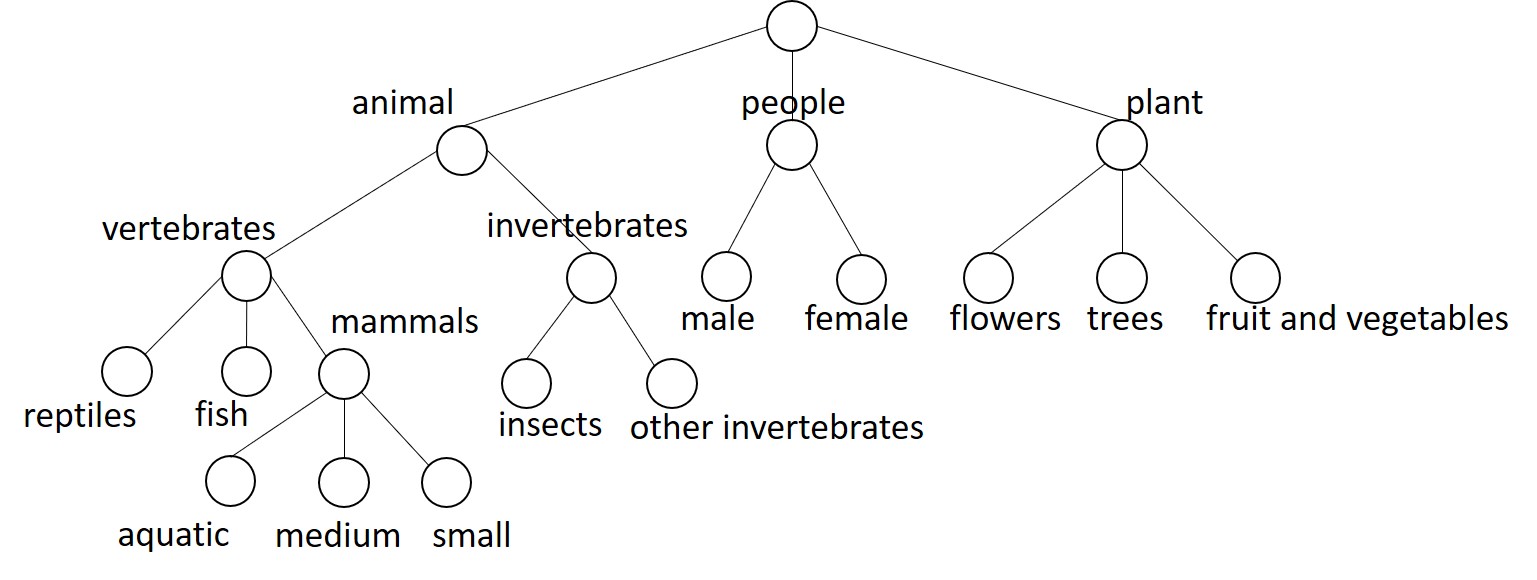 animal
people
plant
vertebrates
invertebrates
mammals
male
female
flowers
trees
fruit and vegetables
reptiles
fish
insects
other invertebrates
aquatic
medium
small